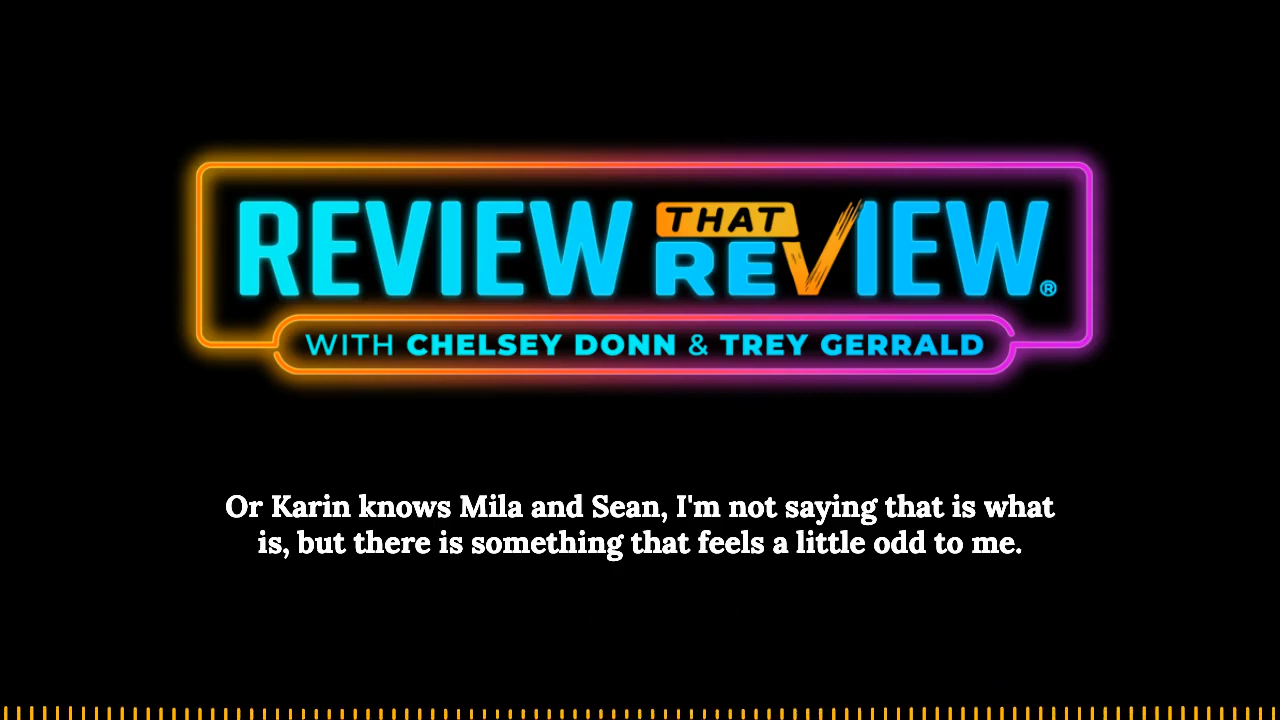 REVIEW THAT REVIEW®
WITH CHELSEY DONN & TREY GERRALD
Or Karin knows Mila and Sean, I'm not saying that is what
is, but there is something that feels a little odd to me.